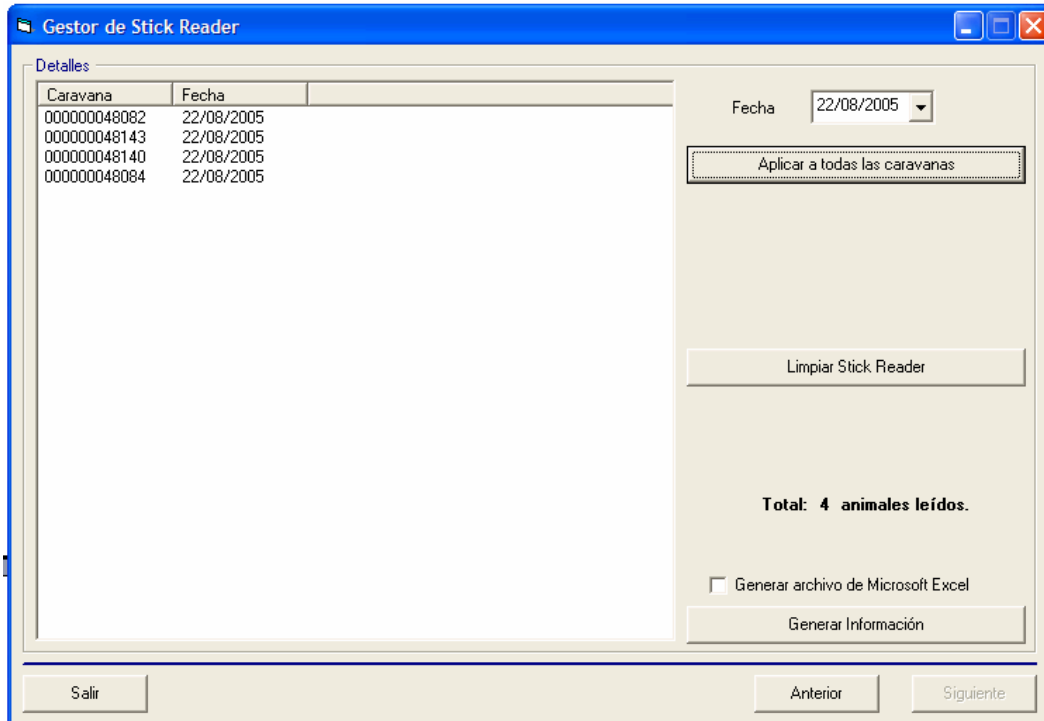 Gestor de Stick Reader
Detalles
Caravana Fecha
000000048082 22/08/2005
000000048143 22/08/2005
000000048140 22/08/2005
000000048084 22/08/2005
Fecha 22/08/2005
Aplicar a todas las caravanas
Limpiar Stick Reader
Total: 4 animales leídos.
Generar archivo de Microsoft Excel
Generar Información
Salir
Anterior
Siguiente